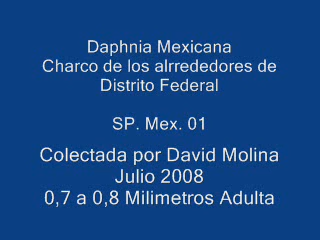 Daphnia Mexicana
Charco de los alrrededores de
Distrito Federal
SP. Mex. 01
Colectada por David Molina
Julio 2008
0,7 a 0,8 Milimetros Adulta